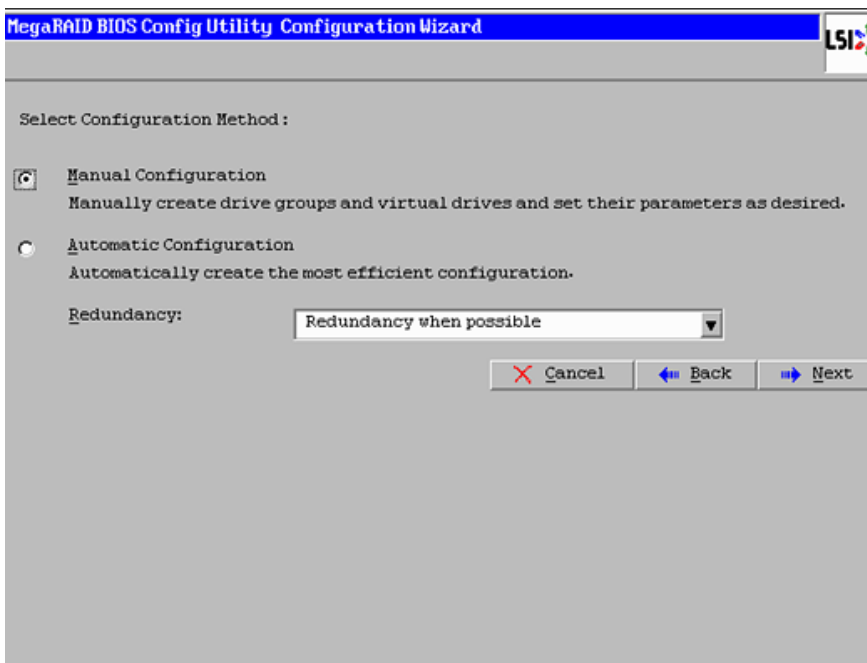 MegaRAID BIOS Config Utility Configuration Wizard
LSI
Select Configuration Method:
Manual Configuration
Manually create drive groups and virtual drives and set their parameters as desired.
Automatic Configuration
Automatically create the most efficient configuration.
Redundancy: Redundancy when possible
Cancel Back Next